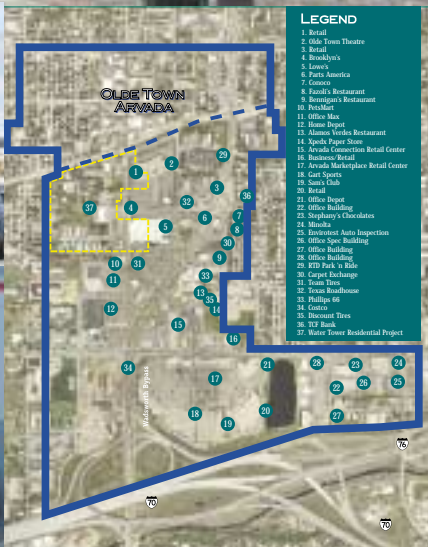 LEGEND
1. Retail
2. Olde Town Theatre
3. Retail
4. Brooklyn's
5. Lowe's
6. Parts America
7. Conoco
8. Fazoli's Restaurant
9. Bennigan's Restaurant
10. PetsMart
11. Office Max
12. Home Depot
13. Alamos Verdes Restaurant
14. Xpedx Paper Store
15. Arvada Connection Retail Center
16. Business/Retail
17. Arvada Marketplace Retail Center
18. Gart Sports
19. Sam's Club
20. Retail
21. Office Depot
22. Office Building
23. Stephany's Chocolates
24. Minolta
25. Envirotest Auto Inspection
26. Office Spec Building
27. Office Building
28. Office Building
29. RTD Park 'n Ride
30. Carpet Exchange
31. Team Tires
32. Texas Roadhouse
33. Phillips 66
34. Costco
35. Discount Tires
36. TCF Bank
37. Water Tower Residential Project
OLDE TOWN
ARVADA
29
2
1
3
36
32
37
4
6
7
5
8
30
9
10
31
33
11
13
35
12
14
15
16
34
21
28
23
24
17
22
26
25
Wadsworth Bypass
18
20
27
19
76
70
70